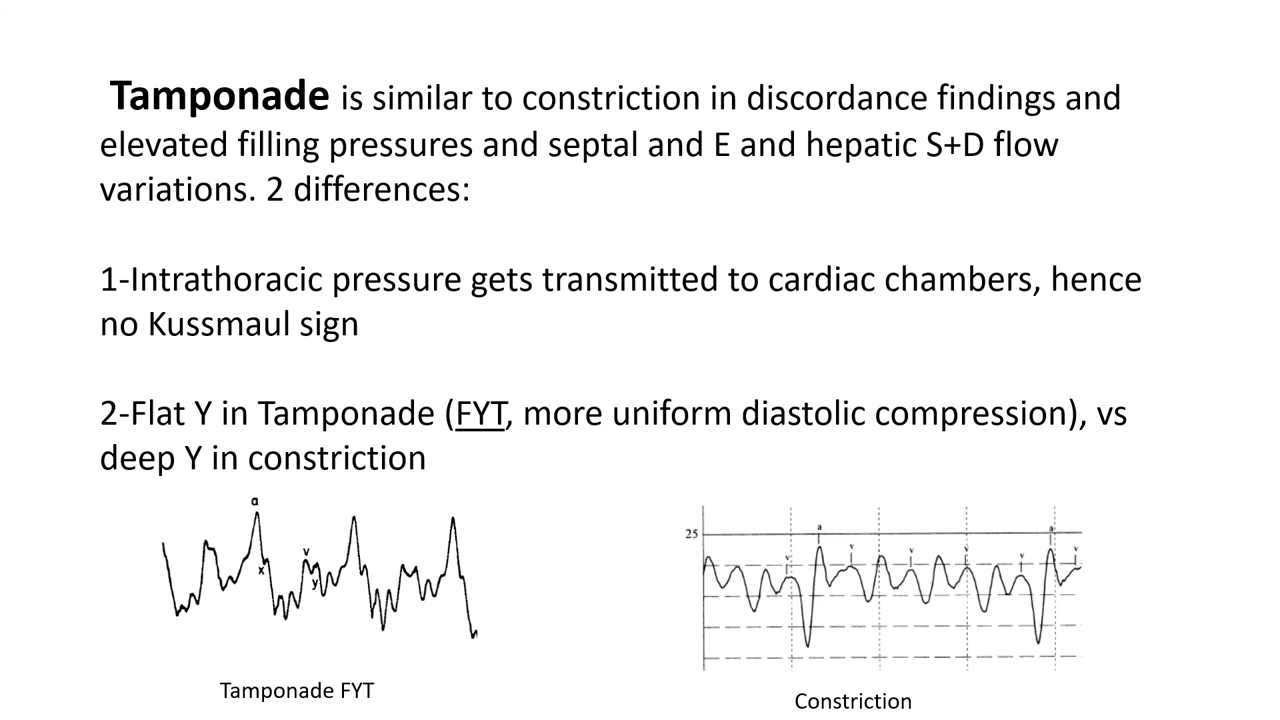 Tamponade is similar to constriction in discordance findings and
elevated filling pressures and septal and E and hepatic S+D flow
variations. 2 differences:
1-Intrathoracic pressure gets transmitted to cardiac chambers, hence
no Kussmaul sign
2-Flat Y in Tamponade (FYT, more uniform diastolic compression), vs
deep Y in constriction
a
v
x
y
25
a
a
v
v
v
v
v
v
Tamponade FYT
Constriction